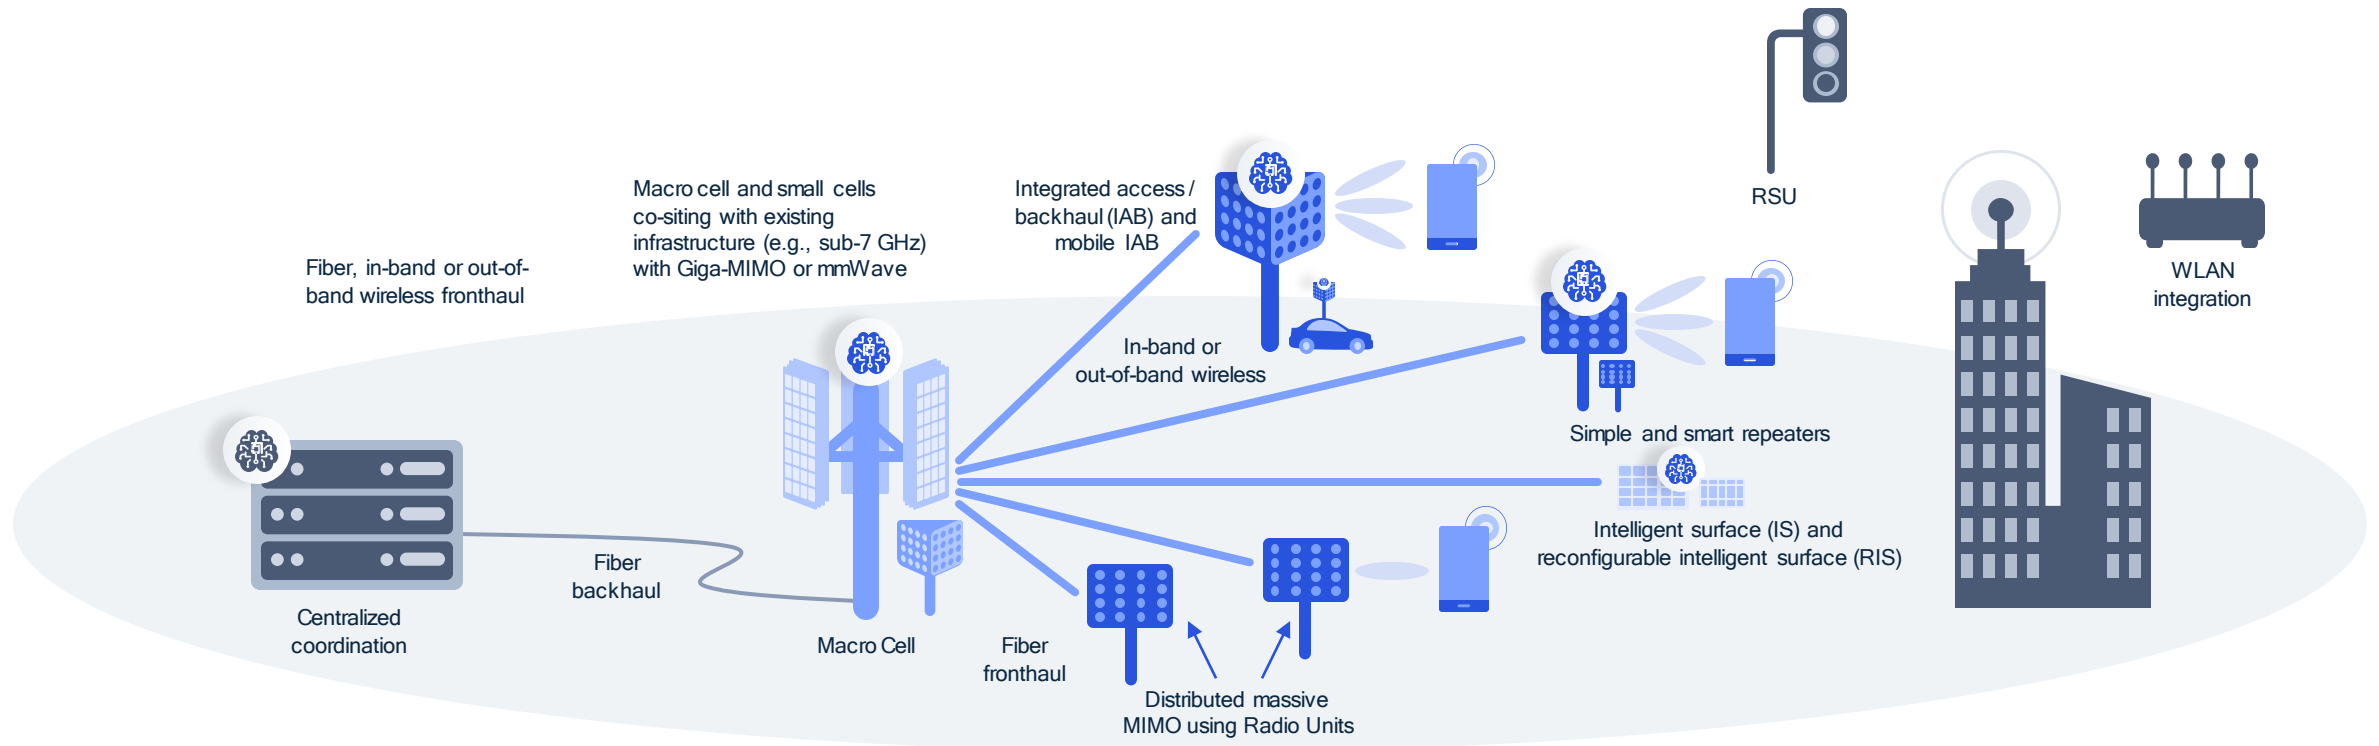 Fiber, in-band or out-of-
band wireless fronthaul
Macro cell and small cells
co-siting with existing
infrastructure (e.g., sub-7 GHz)
with Giga-MIMO or mmWave
Integrated access/
backhaul (IAB) and
mobile IAB
RSU
WLAN
integration
In-band or
out-of-band wireless
Simple and smart repeaters
Intelligent surface (IS) and
reconfigurable intelligent surface (RIS)
Fiber
backhaul
Centralized
coordination
Macro Cell
Fiber
fronthaul
Distributed massive
MIMO using Radio Units